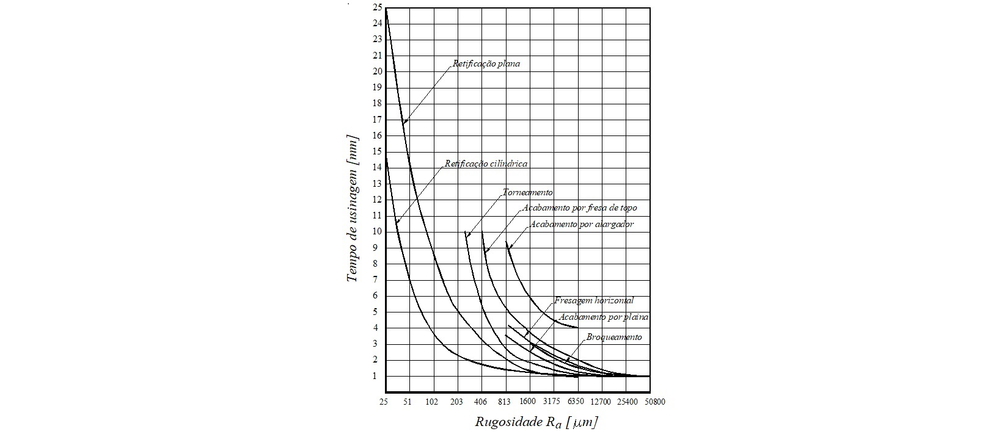 25
24
23
21
20
19
18
17
16
15
14
13
12
11
10
9
8
7
6
5
4
3
2
1
Tempo de usinagem [mm]
Retificação plana
Retificação cilíndrica
Torneamento
Acabamento por fresa de topo
Acabamento por alargador
Fresagem horizontal
Acabamento por plaina
Broqueamento
25 51 102 203 406 813 1600 3175 6350 12700 25400 50800
Rugosidade Ra [μm]